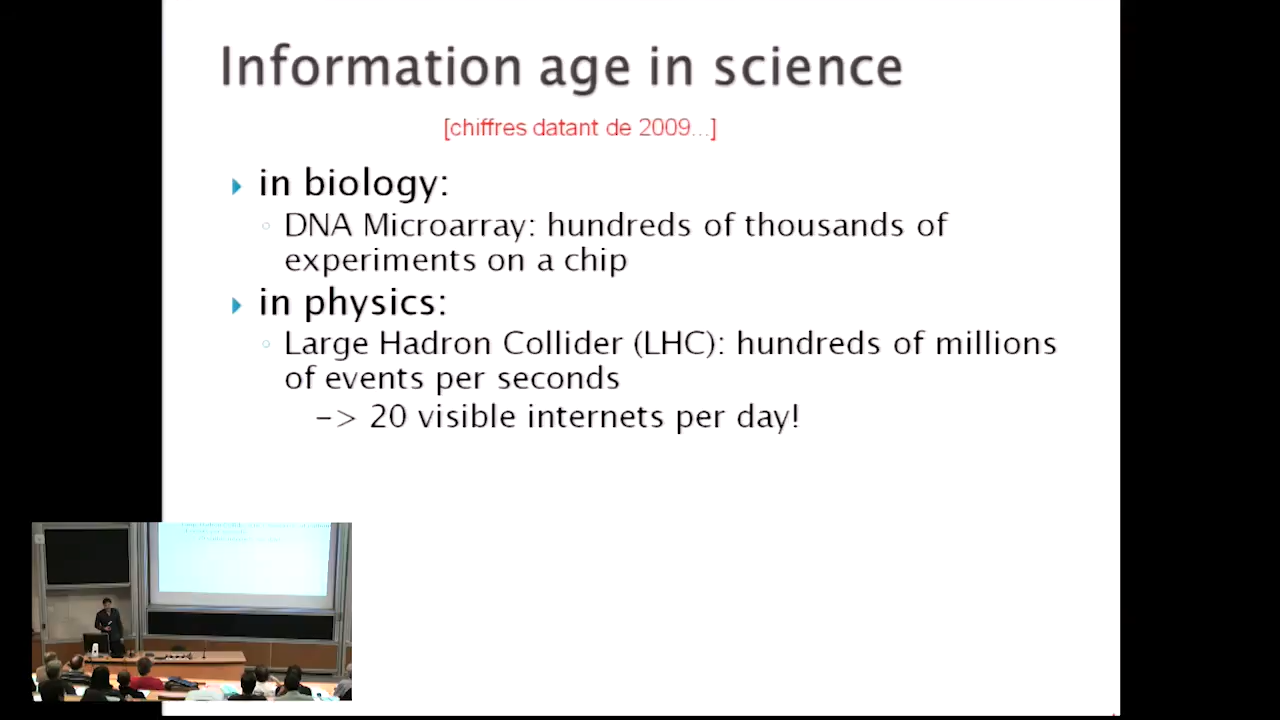 Information age in science
[chiffres datant de 2009...]
in biology:
DNA Microarray: hundreds of thousands of
experiments on a chip
in physics:
Large Hadron Collider (LHC): hundreds of millions
of events per seconds
-> 20 visible internets per day!